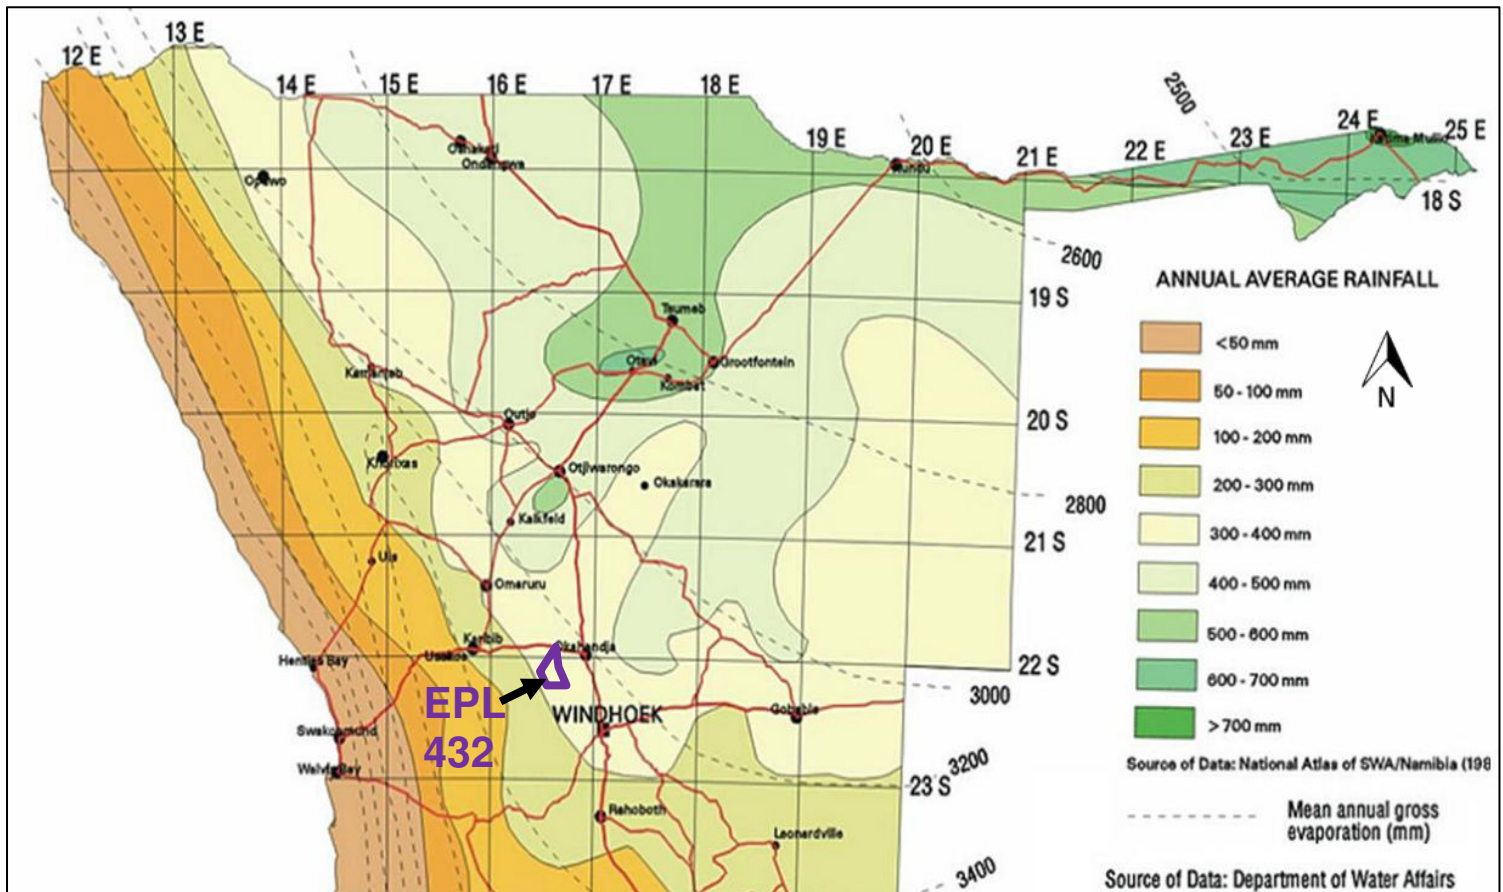 12 E
13 E
14 E
15 E
16 E
17 E
18 E
19 E
20 E
21 E
22 E
23 E
24 E
25 E
2500
Oshakati
Ondangwa
Opuwo
Rundu
Katima Mulilo
18 S
2600
ANNUAL AVERAGE RAINFALL
19 S
Tsumeb
<50 mm
Otavi
Grootfontein
Kombat
Kamanjab
50 - 100 mm
N
Outjo
20 S
100 - 200 mm
Khorixas
Otjiwarongo
Okakarara
200 - 300 mm
2800
Kalkfeld
300 - 400 mm
21 S
Uis
Omaruru
400 - 500 mm
500 - 600 mm
Karibib
Okahandja
Usakos
Henties Bay
22 S
600 - 700 mm
3000
EPL
432
WINDHOEK
Gobabis
>700 mm
Swakopmund
Walvis Bay
Source of Data: National Atlas of SWA/Namibia (198
23 S
3200
Rehoboth
Mean annual gross
evaporation (mm)
Leonardville
3400
Source of Data: Department of Water Affairs